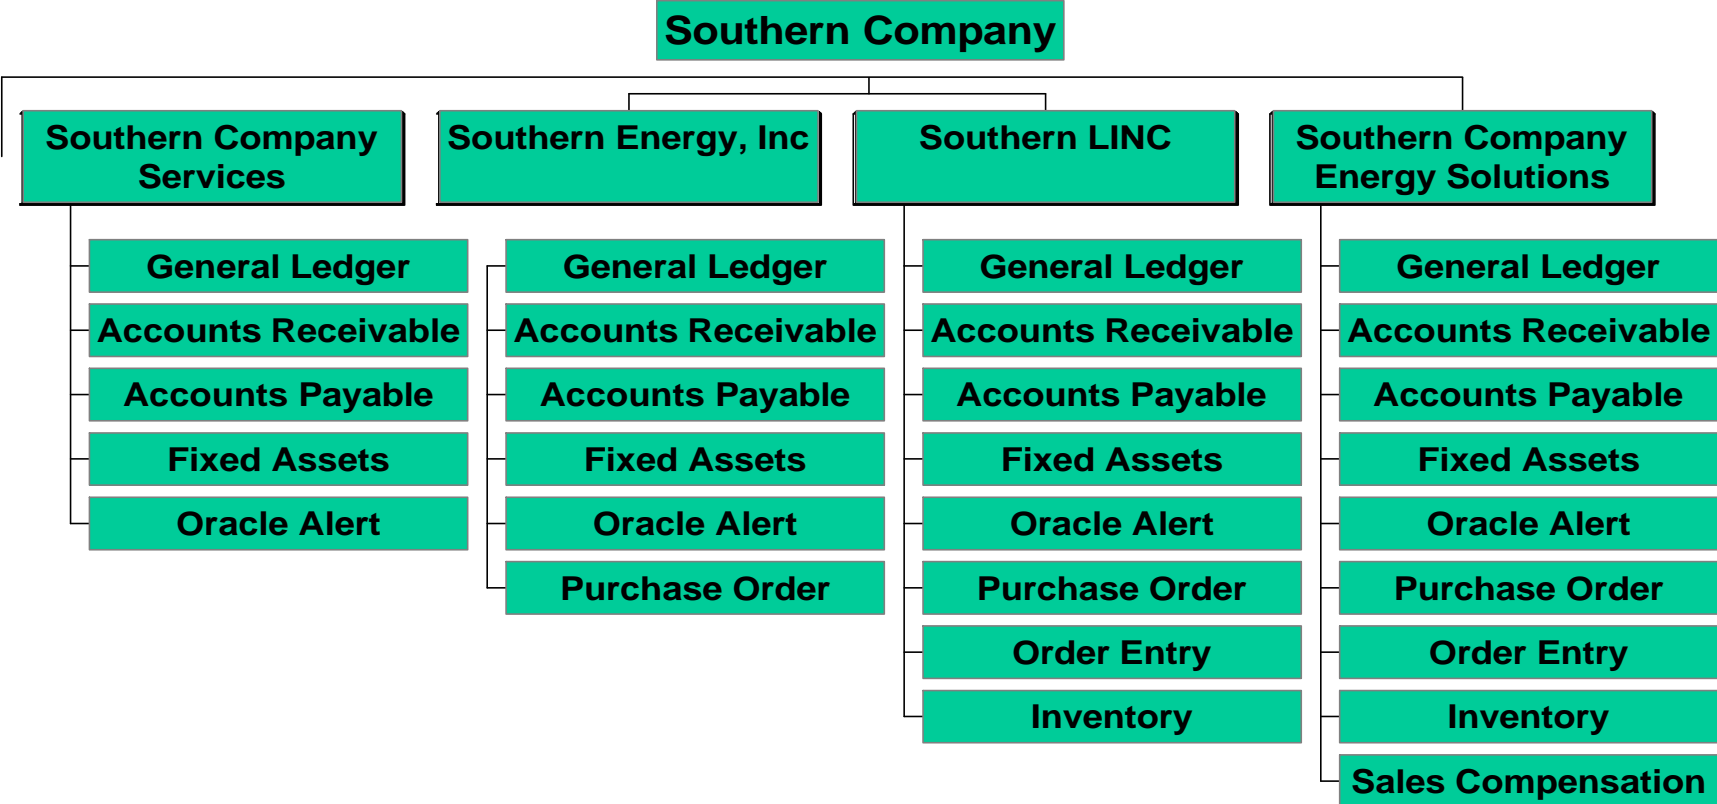 Southern Company
Southern Company
Services
General Ledger
Accounts Receivable
Accounts Payable
Fixed Assets
Oracle Alert
Southern Energy, Inc
General Ledger
Accounts Receivable
Accounts Payable
Fixed Assets
Oracle Alert
Purchase Order
Southern LINC
General Ledger
Accounts Receivable
Accounts Payable
Fixed Assets
Oracle Alert
Purchase Order
Order Entry
Inventory
Southern Company
Energy Solutions
General Ledger
Accounts Receivable
Accounts Payable
Fixed Assets
Oracle Alert
Purchase Order
Order Entry
Inventory
Sales Compensation